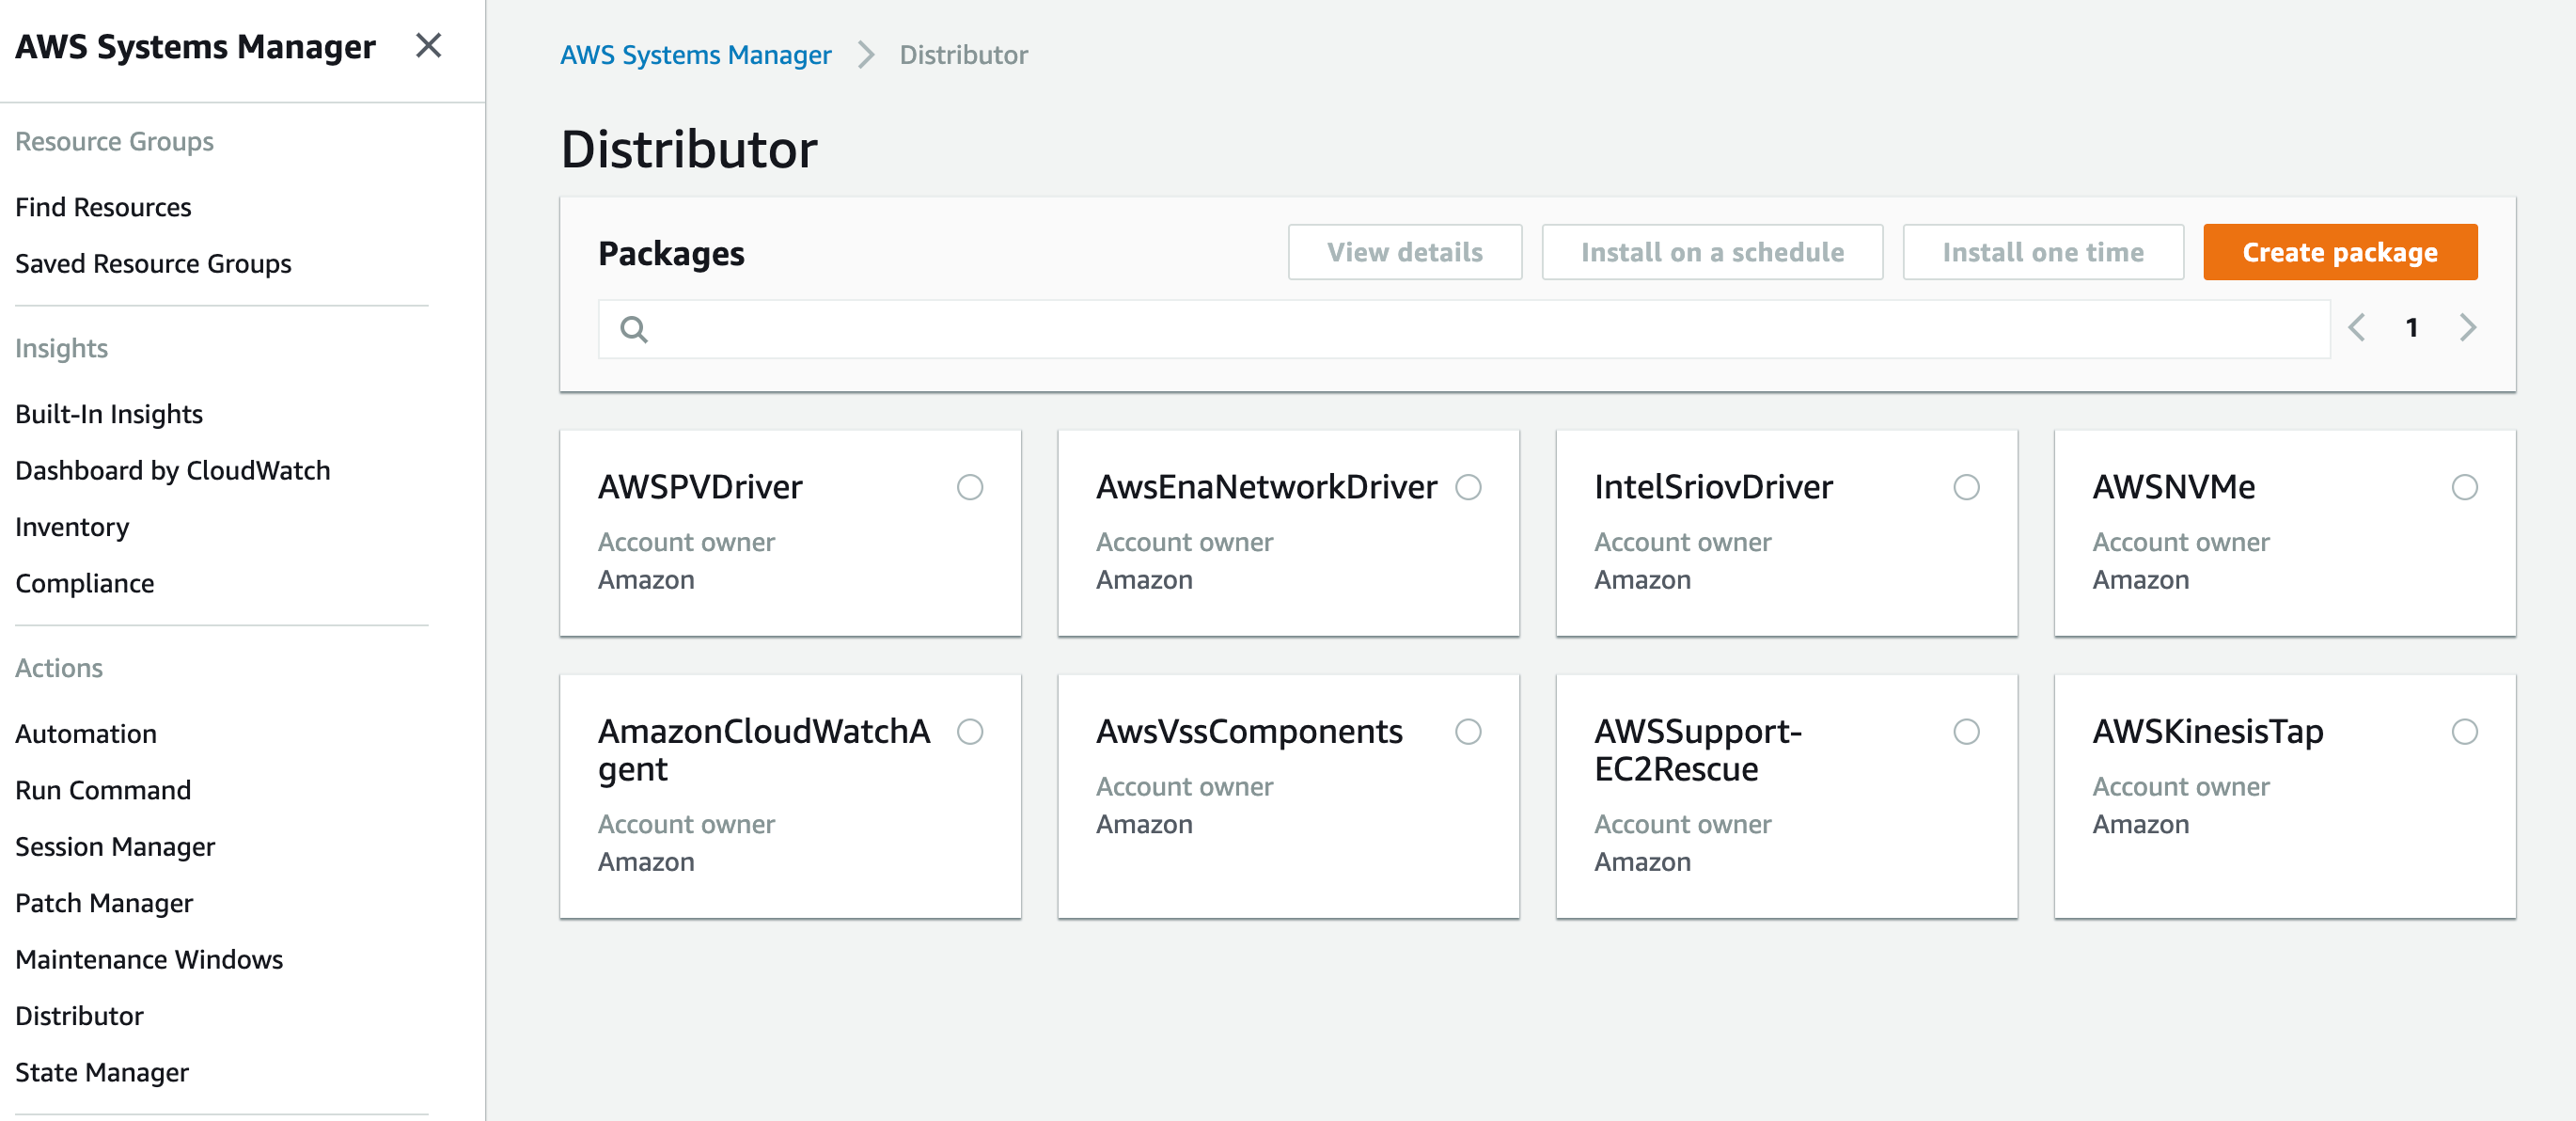 AWS Systems Manager
Resource Groups
Find Resources
Saved Resource Groups
Insights
Built-In Insights
Dashboard by CloudWatch
Inventory
Compliance
Actions
Automation
Run Command
Session Manager
Patch Manager
Maintenance Windows
Distributor
State Manager
AWS Systems Manager > Distributor
Distributor
Packages
View details
Install on a schedule
Install one time
Create package
1
AWSPVDriver
Account owner
Amazon
AwsEnaNetworkDriver
Account owner
Amazon
IntelSriovDriver
Account owner
Amazon
AWSNVMe
Account owner
Amazon
AmazonCloudWatchA
gent
Account owner
Amazon
AwsVssComponents
Account owner
Amazon
AWSSupport-
EC2Rescue
Account owner
Amazon
AWSKinesisTap
Account owner
Amazon